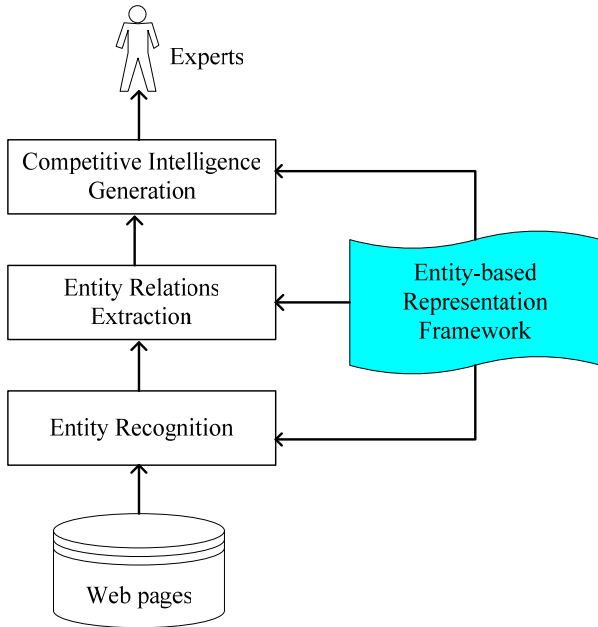 Experts
Competitive Intelligence
Generation
Entity-based
Representation
Framework
Entity Relations
Extraction
Entity Recognition
Web pages